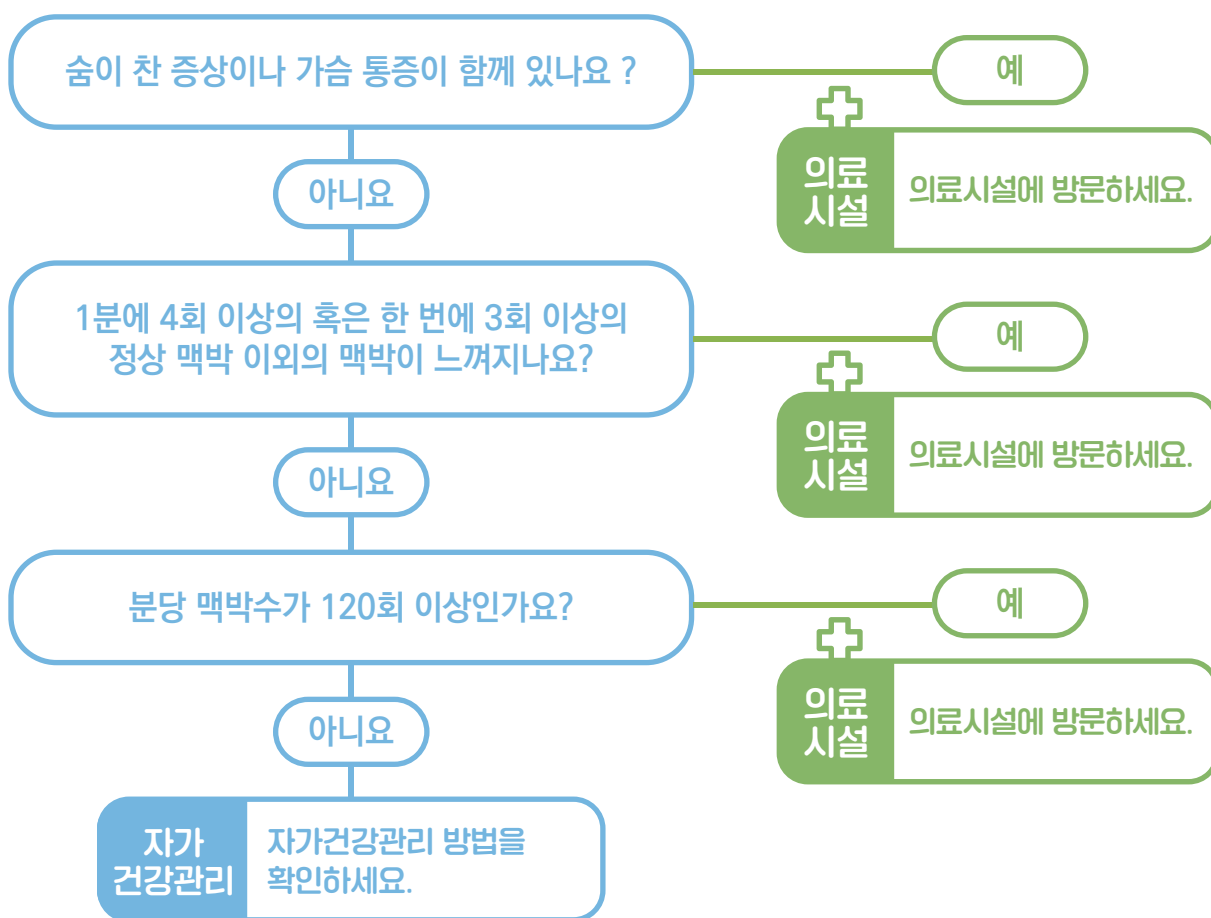 숨이 찬 증상이나 가슴 통증이 함께 있나요 ?
예
의료
시설
의료시설에 방문하세요.
아니요
1분에 4회 이상의 혹은 한 번에 3회 이상의
정상 맥박 이외의 맥박이 느껴지나요?
예
의료
시설
의료시설에 방문하세요.
아니요
분당 맥박수가 120회 이상인가요?
예
의료
시설
의료시설에 방문하세요.
아니요
자가
건강관리
자가건강관리 방법을
확인하세요.